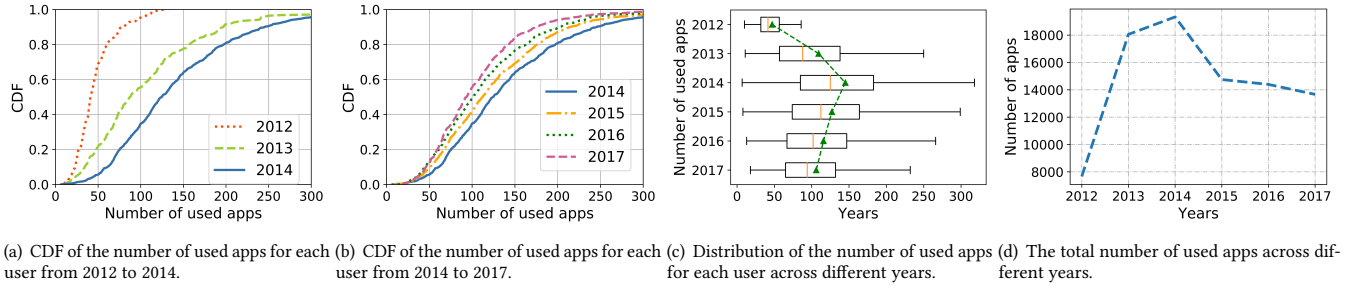 CDF
1.0
0.8
0.6
0.4
0.2
0.0
2012
2013
2014
0 50 100 150 200 250 300
Number of used apps
CDF
1.0
0.8
0.6
0.4
0.2
0.0
2014
2015
2016
2017
0 50 100 150 200 250 300
Number of used apps
Number of used apps
2012
2013
2014
2015
2016
2017
0 50 100 150 200 250 300
Years
Number of apps
18000
16000
14000
12000
10000
8000
2012 2013 2014 2015 2016 2017
Years
(a) CDF of the number of used apps for each
user from 2012 to 2014.
(b) CDF of the number of used apps for each
user from 2014 to 2017.
(c) Distribution of the number of used apps
for each user across different years.
(d) The total number of used apps across dif-
ferent years.